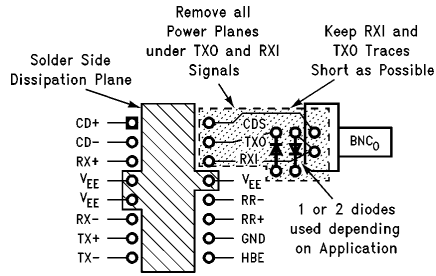 Remove all
Power Planes
under TXO and RXI
Signals
Keep RXI and
TXO Traces
Short as Possible
Solder Side
Dissipation Plane
CD+
CD-
RX+
VEE
VEE
RX-
TX+
TX-
CDS
TXO
RXI
VEE
RR-
RR+
GND
HBE
BNCO
1 or 2 diodes
used depending
on Application